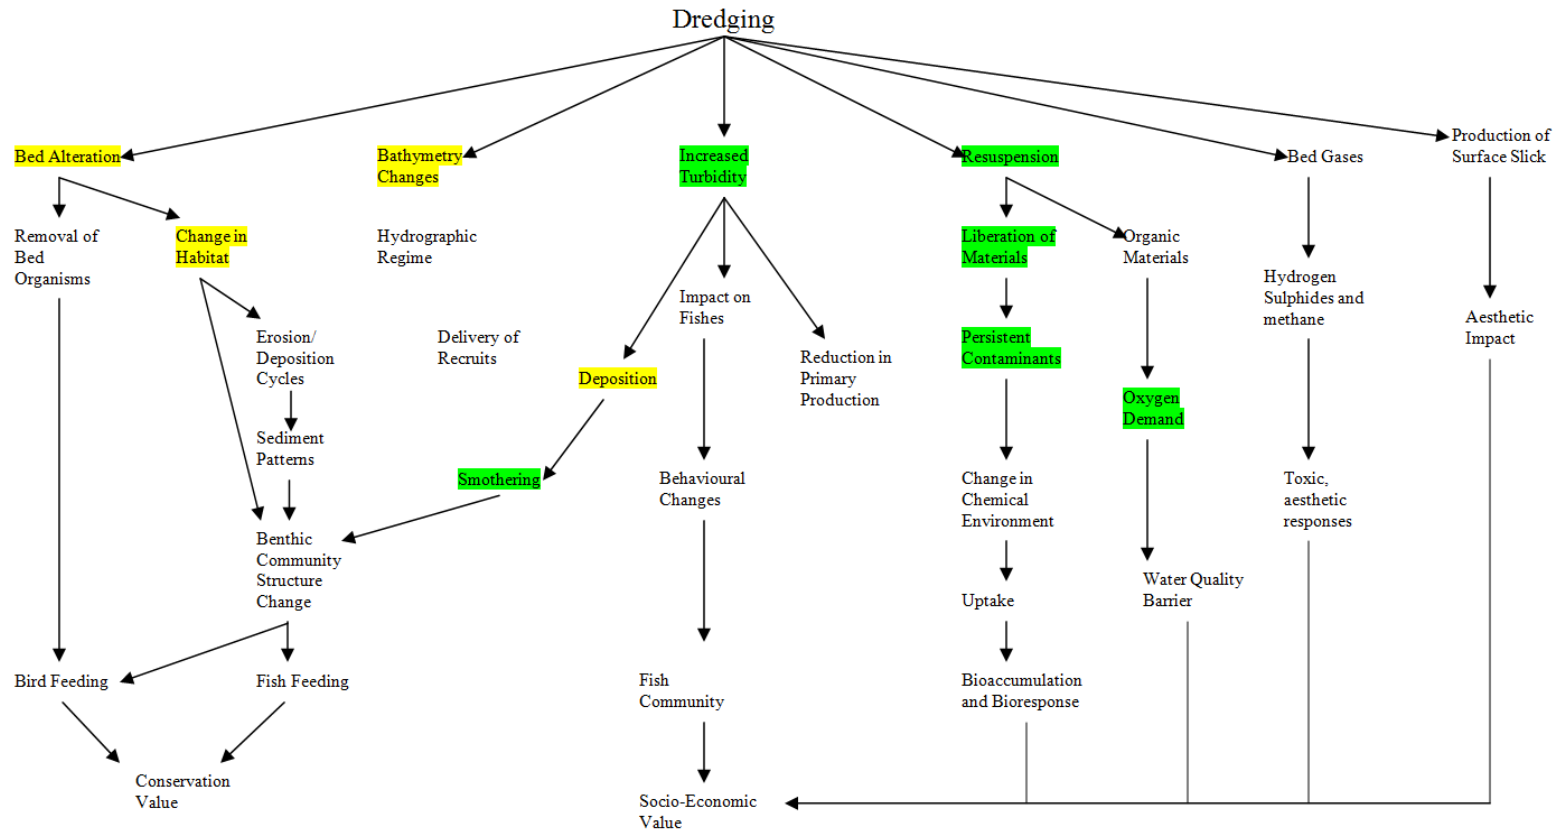 Dredging
Production of
Surface Slick
Bed Alteration
Bathymetry
Changes
Increased
Turbidity
Resuspension
Bed Gases
Removal of
Bed
Organisms
Change in
Habitat
Hydrographic
Regime
Liberation of
Materials
Organic
Materials
Hydrogen
Sulphides and
methane
Impact on
Fishes
Aesthetic
Impact
Erosion/
Deposition
Cycles
Delivery of
Recruits
Persistent
Contaminants
Reduction in
Primary
Production
Deposition
Oxygen
Demand
Sediment
Patterns
Smothering
Behavioural
Changes
Change in
Chemical
Environment
Toxic,
aesthetic
responses
Benthic
Community
Structure
Change
Water Quality
Barrier
Uptake
Bird Feeding
Fish Feeding
Fish
Community
Bioaccumulation
and Bioresponse
Conservation
Value
Socio-Economic
Value